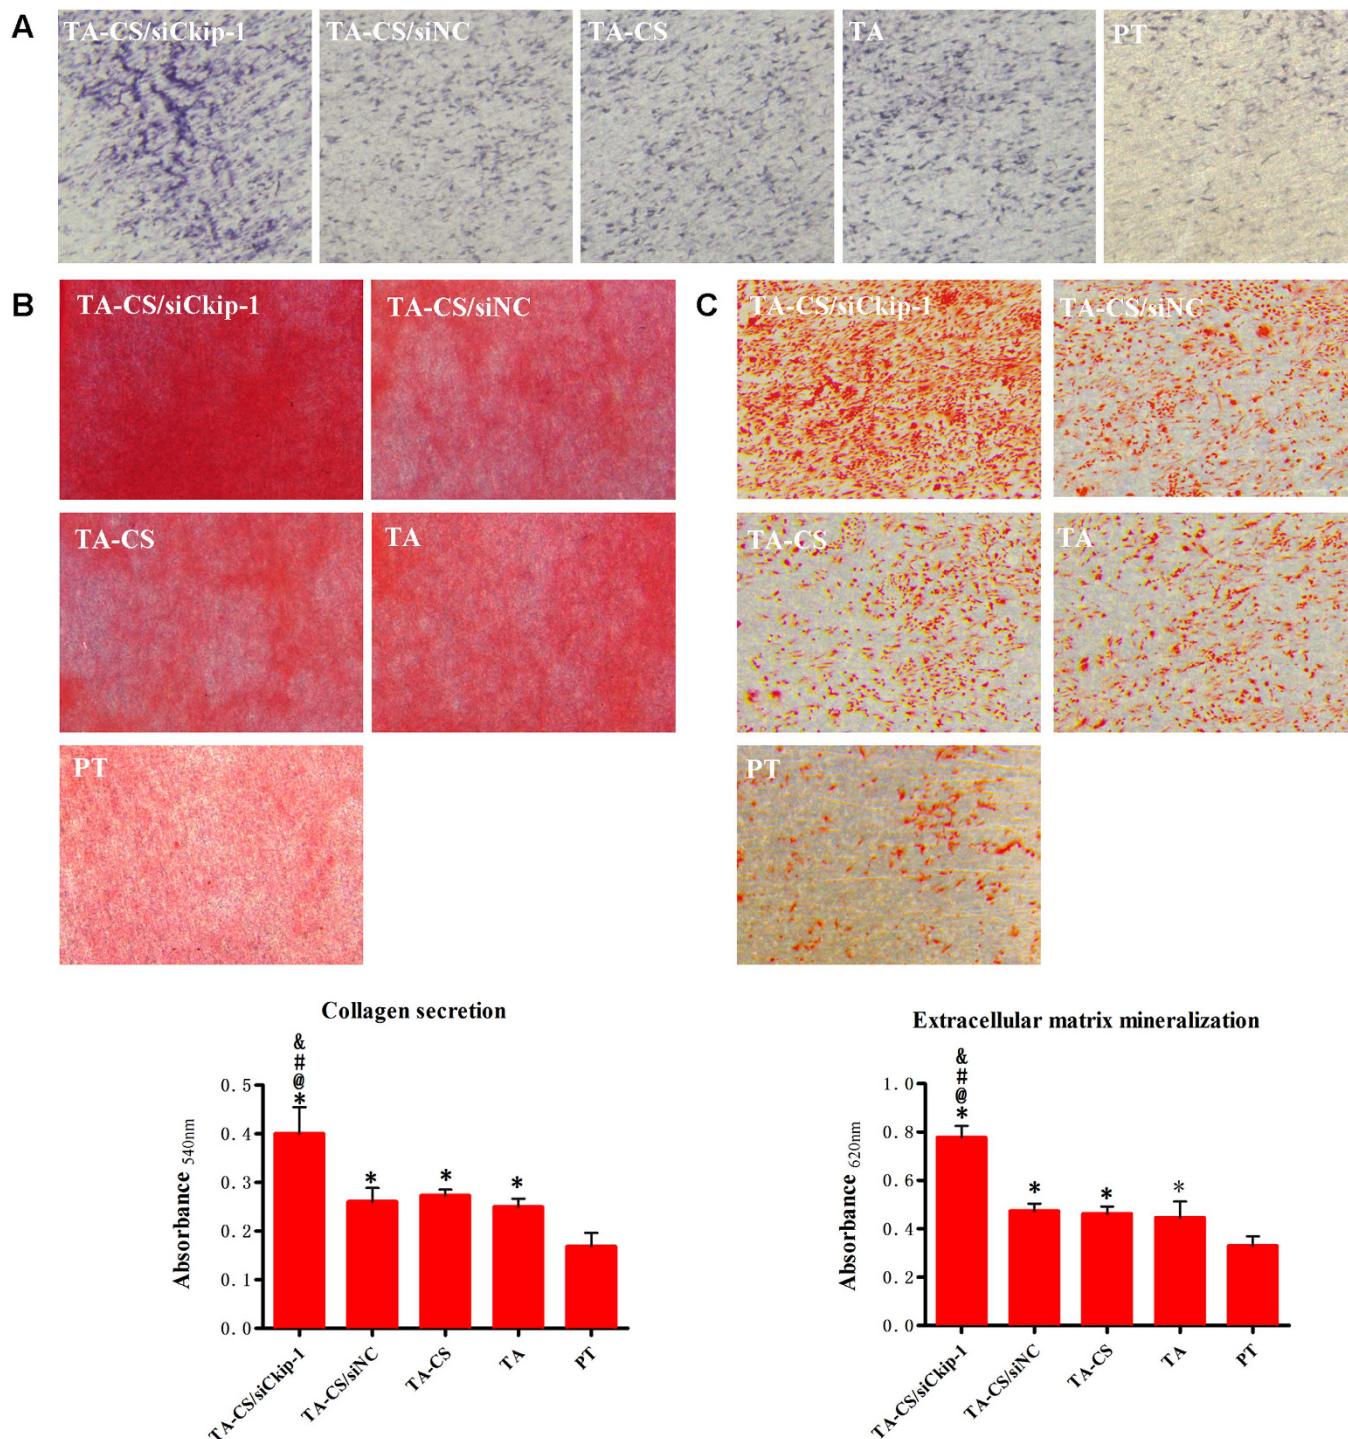 A
TA-CS/siCkip-1
TA-CS/siNC
TA-CS
TA
PT
B
TA-CS/siCkip-1
TA-CS/siNC
TA-CS
TA
PT
C
TA-CS/siCkip-1
TA-CS/siNC
TA-CS
TA
PT
Collagen secretion
&
#
@
*
*
*
*
0.5
0.4
0.3
0.2
0.1
0.0
Absorbance 540nm
TA-CS/siCkip-1
TA-CS/siNC
TA-CS
TA
PT
Extracellular matrix mineralization
&
#
@
*
*
*
*
1.0
0.8
0.6
0.4
0.2
0.0
Absorbance 620nm
TA-CS/siCkip-1
TA-CS/siNC
TA-CS
TA
PT